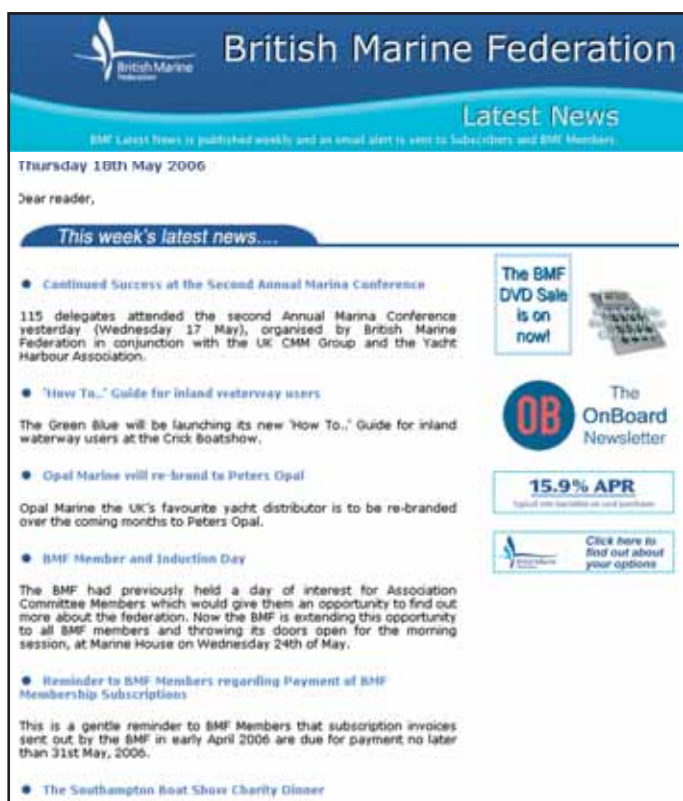 British Marine
Federation
British Marine Federation
Latest News
BMF Latest News is published weekly and an email alert is sent to Subscribers and BMF Members.
Thursday 18th May 2006
Dear reader,
This week's latest news....
Continued Success at the Second Annual Marina Conference
115 delegates attended the second Annual Marina Conference
yesterday (Wednesday 17 May), organised by British Marine
Federation in conjunction with the UK CMM Group and the Yacht
Harbour Association.
'How To..' Guide for inland waterway users
The Green Blue will be launching its new 'How To..' Guide for inland
waterway users at the Crick Boatshow.
Opal Marine will re-brand to Peters Opal
Opal Marine the UK's favourite yacht distributor is to be re-branded
over the coming months to Peters Opal.
BMF Member and Induction Day
The BMF had previously held a day of interest for Association
Committee Members which would give them an opportunity to find out
more about the federation. Now the BMF is extending this opportunity
to all BMF members and throwing its doors open for the morning
session, at Marine House on Wednesday 24th of May.
Reminder to BMF Members regarding Payment of BMF
Membership Subscriptions
This is a gentle reminder to BMF Members that subscription invoices
sent out by the BMF in early April 2006 are due for payment no later
than 31st May, 2006.
The Southampton Boat Show Charity Dinner
The BMF
DVD Sale
is on
now!
OB
The
OnBoard
Newsletter
15.9% APR
Click here to
find out about
your options